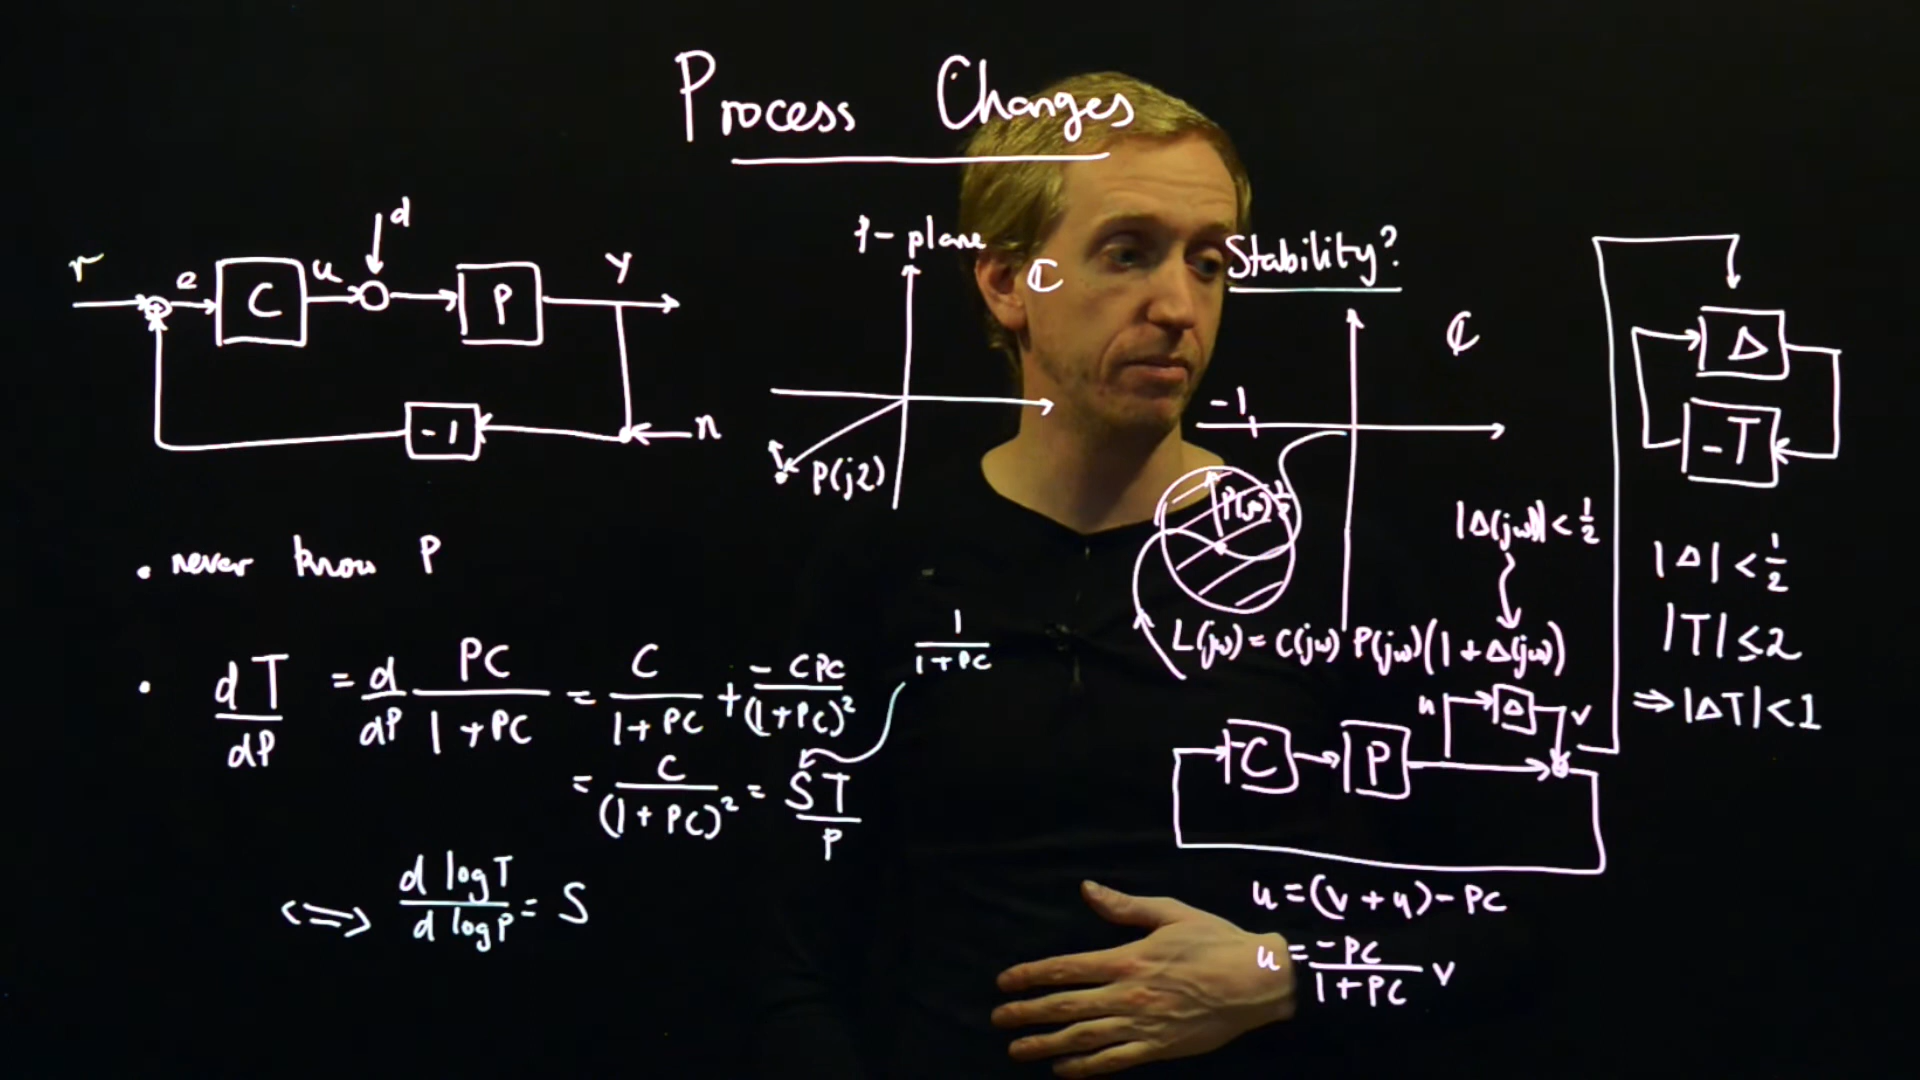 Process Changes
r
e
C
u
d
P
y
-1
n
P-plane
ℂ
P(j2)
Stability?
ℂ
-1
Δ
-T
• never know P
• dT/dP = d/dP PC/(1+PC) = C/(1+PC) + -CPC/(1+PC)²
1/(1+PC)
= C/(1+PC)² = ST/P
<=> d log T/d log P = S
|Δ(jω)| < 1/2
L(jω) = C(jω) P(jω)(1 + Δ(jω))
-C
P
u
Δ
v
u = (v + u) - PC
u = -PC/(1+PC) v
|Δ| < 1/2
|T| ≤ 2
⇒ |ΔT| < 1